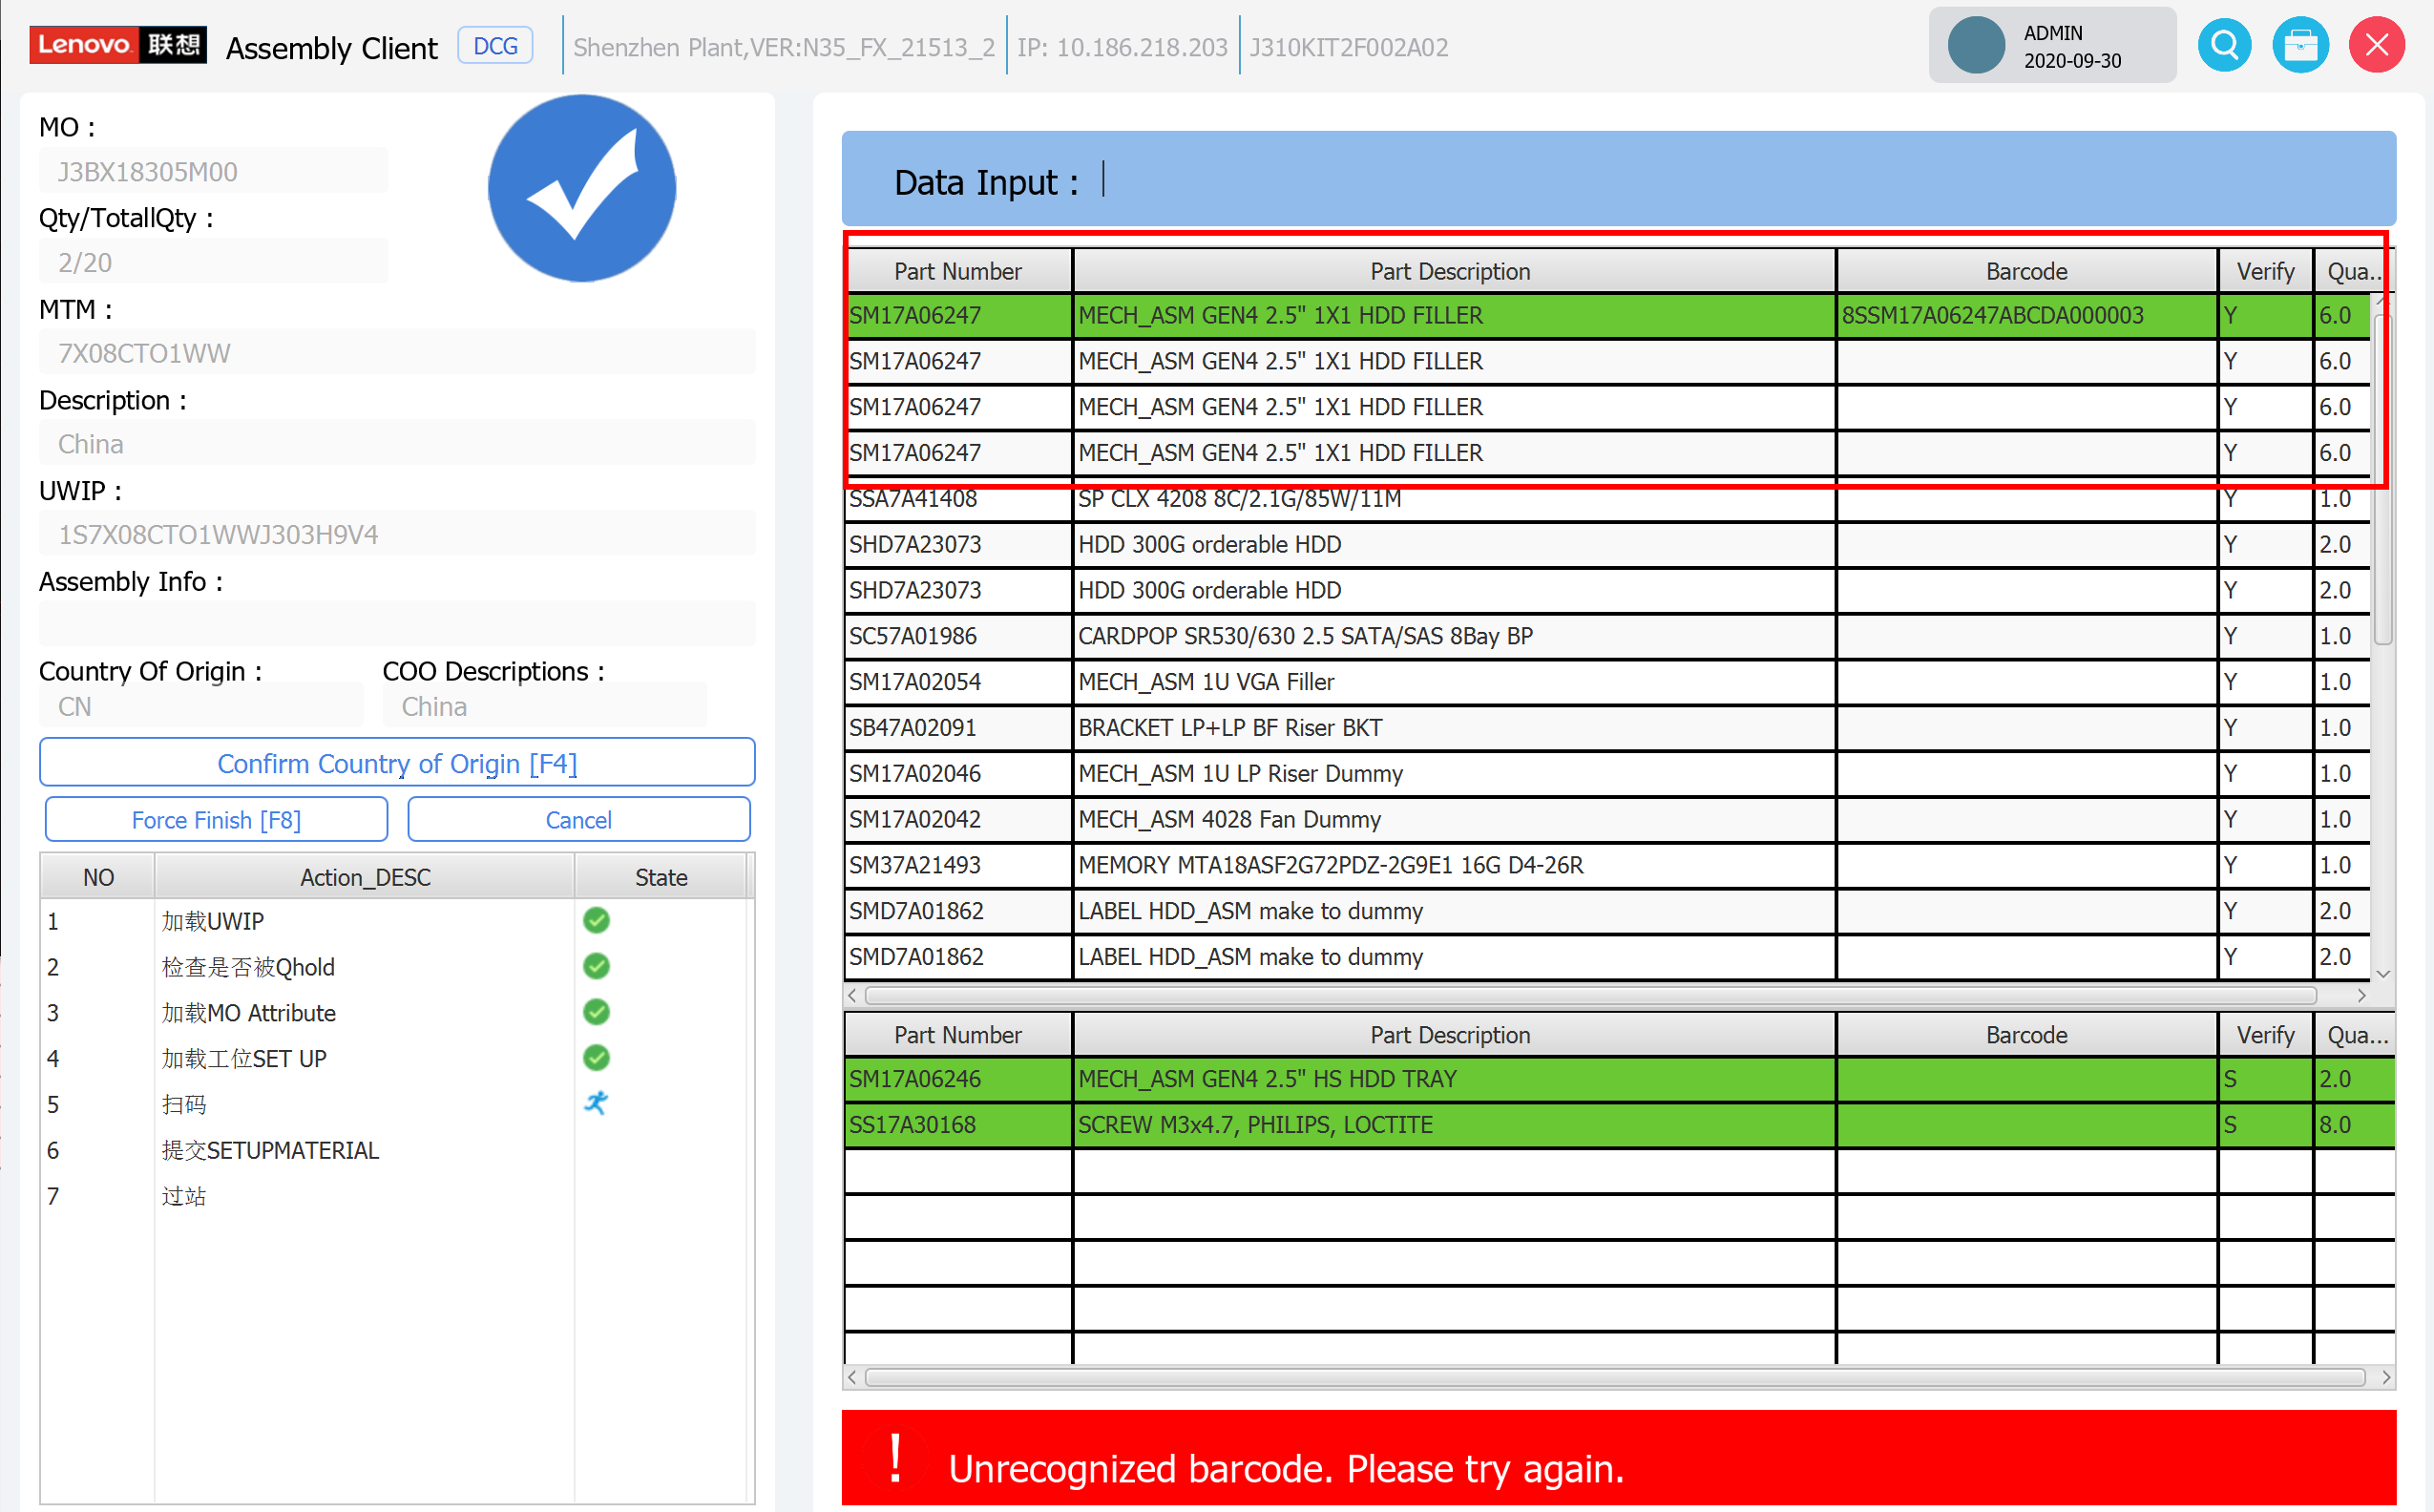 Lenovo 联想 Assembly Client DCG Shenzhen Plant,VER:N35_FX_21513_2 IP: 10.186.218.203 J310KIT2F002A02 ADMIN
2020-09-30
MO :
J3BX18305M00
Qty/TotallQty :
2/20
MTM :
7X08CTO1WW
Description :
China
UWIP :
1S7X08CTO1WWJ303H9V4
Assembly Info :
Country Of Origin : COO Descriptions :
CN China
Confirm Country of Origin [F4]
Force Finish [F8] Cancel
NO Action_DESC State
1 加载UWIP
2 检查是否被Qhold
3 加载MO Attribute
4 加载工位SET UP
5 扫码
6 提交SETUPMATERIAL
7 过站
Data Input :
Part Number Part Description Barcode Verify Qua...
SM17A06247 MECH_ASM GEN4 2.5" 1X1 HDD FILLER 8SSM17A06247ABCDA000003 Y 6.0
SM17A06247 MECH_ASM GEN4 2.5" 1X1 HDD FILLER Y 6.0
SM17A06247 MECH_ASM GEN4 2.5" 1X1 HDD FILLER Y 6.0
SM17A06247 MECH_ASM GEN4 2.5" 1X1 HDD FILLER Y 6.0
SSA7A41408 SP CLX 4208 8C/2.1G/85W/11M Y 1.0
SHD7A23073 HDD 300G orderable HDD Y 2.0
SHD7A23073 HDD 300G orderable HDD Y 2.0
SC57A01986 CARDPOP SR530/630 2.5 SATA/SAS 8Bay BP Y 1.0
SM17A02054 MECH_ASM 1U VGA Filler Y 1.0
SB47A02091 BRACKET LP+LP BF Riser BKT Y 1.0
SM17A02046 MECH_ASM 1U LP Riser Dummy Y 1.0
SM17A02042 MECH_ASM 4028 Fan Dummy Y 1.0
SM37A21493 MEMORY MTA18ASF2G72PDZ-2G9E1 16G D4-26R Y 1.0
SMD7A01862 LABEL HDD_ASM make to dummy Y 2.0
SMD7A01862 LABEL HDD_ASM make to dummy Y 2.0
Part Number Part Description Barcode Verify Qua...
SM17A06246 MECH_ASM GEN4 2.5" HS HDD TRAY S 2.0
SS17A30168 SCREW M3x4.7, PHILIPS, LOCTITE S 8.0
! Unrecognized barcode. Please try again.